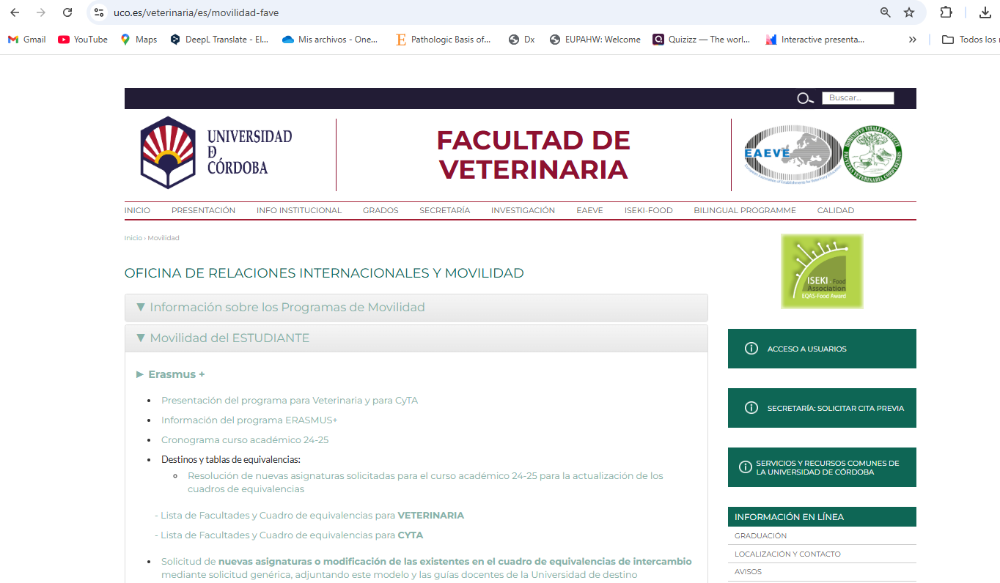 uco.es/veterinaria/es/movilidad-fave
Gmail
YouTube
Maps
DeepL Translate - El...
Mis archivos - One...
Pathologic Basis of...
Dx
EUPAHW: Welcome
Quizizz — The worl...
Interactive presenta...
»
Todos los
Buscar...
UNIVERSIDAD
D
CÓRDOBA
FACULTAD DE
VETERINARIA
EAEVE
INICIO
PRESENTACIÓN
INFO INSTITUCIONAL
GRADOS
SECRETARÍA
INVESTIGACIÓN
EAEVE
ISEKI-FOOD
BILINGUAL PROGRAMME
CALIDAD
Inicio › Movilidad
OFICINA DE RELACIONES INTERNACIONALES Y MOVILIDAD
▼ Información sobre los Programas de Movilidad
▼ Movilidad del ESTUDIANTE
► Erasmus +
• Presentación del programa para Veterinaria y para CyTA
• Información del programa ERASMUS+
• Cronograma curso académico 24-25
• Destinos y tablas de equivalencias:
Resolución de nuevas asignaturas solicitadas para el curso académico 24-25 para la actualización de los
cuadros de equivalencias
- Lista de Facultades y Cuadro de equivalencias para VETERINARIA
- Lista de Facultades y Cuadro de equivalencias para CYTA
• Solicitud de nuevas asignaturas o modificación de las existentes en el cuadro de equivalencias de intercambio
mediante solicitud genérica, adjuntando este modelo y las guías docentes de la Universidad de destino
ISEKI - Food
Association
EQAS-Food Award
ACCESO A USUARIOS
SECRETARÍA: SOLICITAR CITA PREVIA
SERVICIOS Y RECURSOS COMUNES DE
LA UNIVERSIDAD DE CÓRDOBA
INFORMACIÓN EN LÍNEA
GRADUACIÓN
LOCALIZACIÓN Y CONTACTO
AVISOS